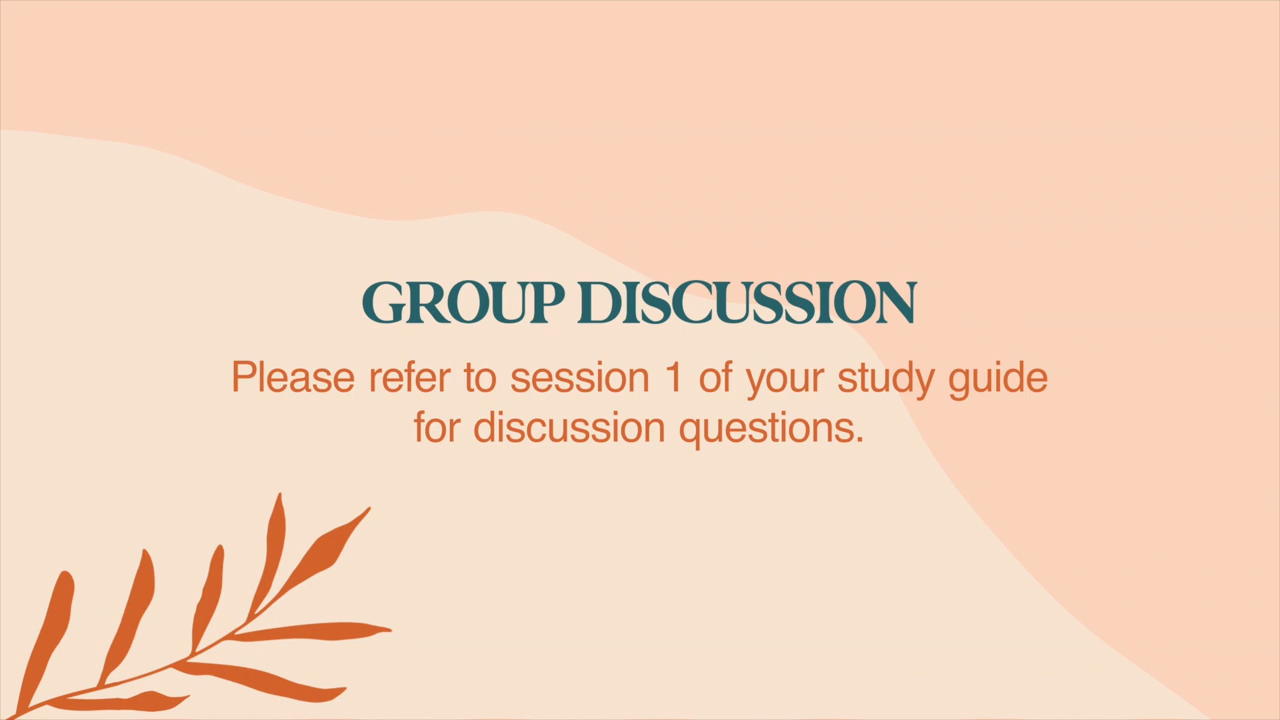 GROUP DISCUSSION
Please refer to session 1 of your study guide
for discussion questions.